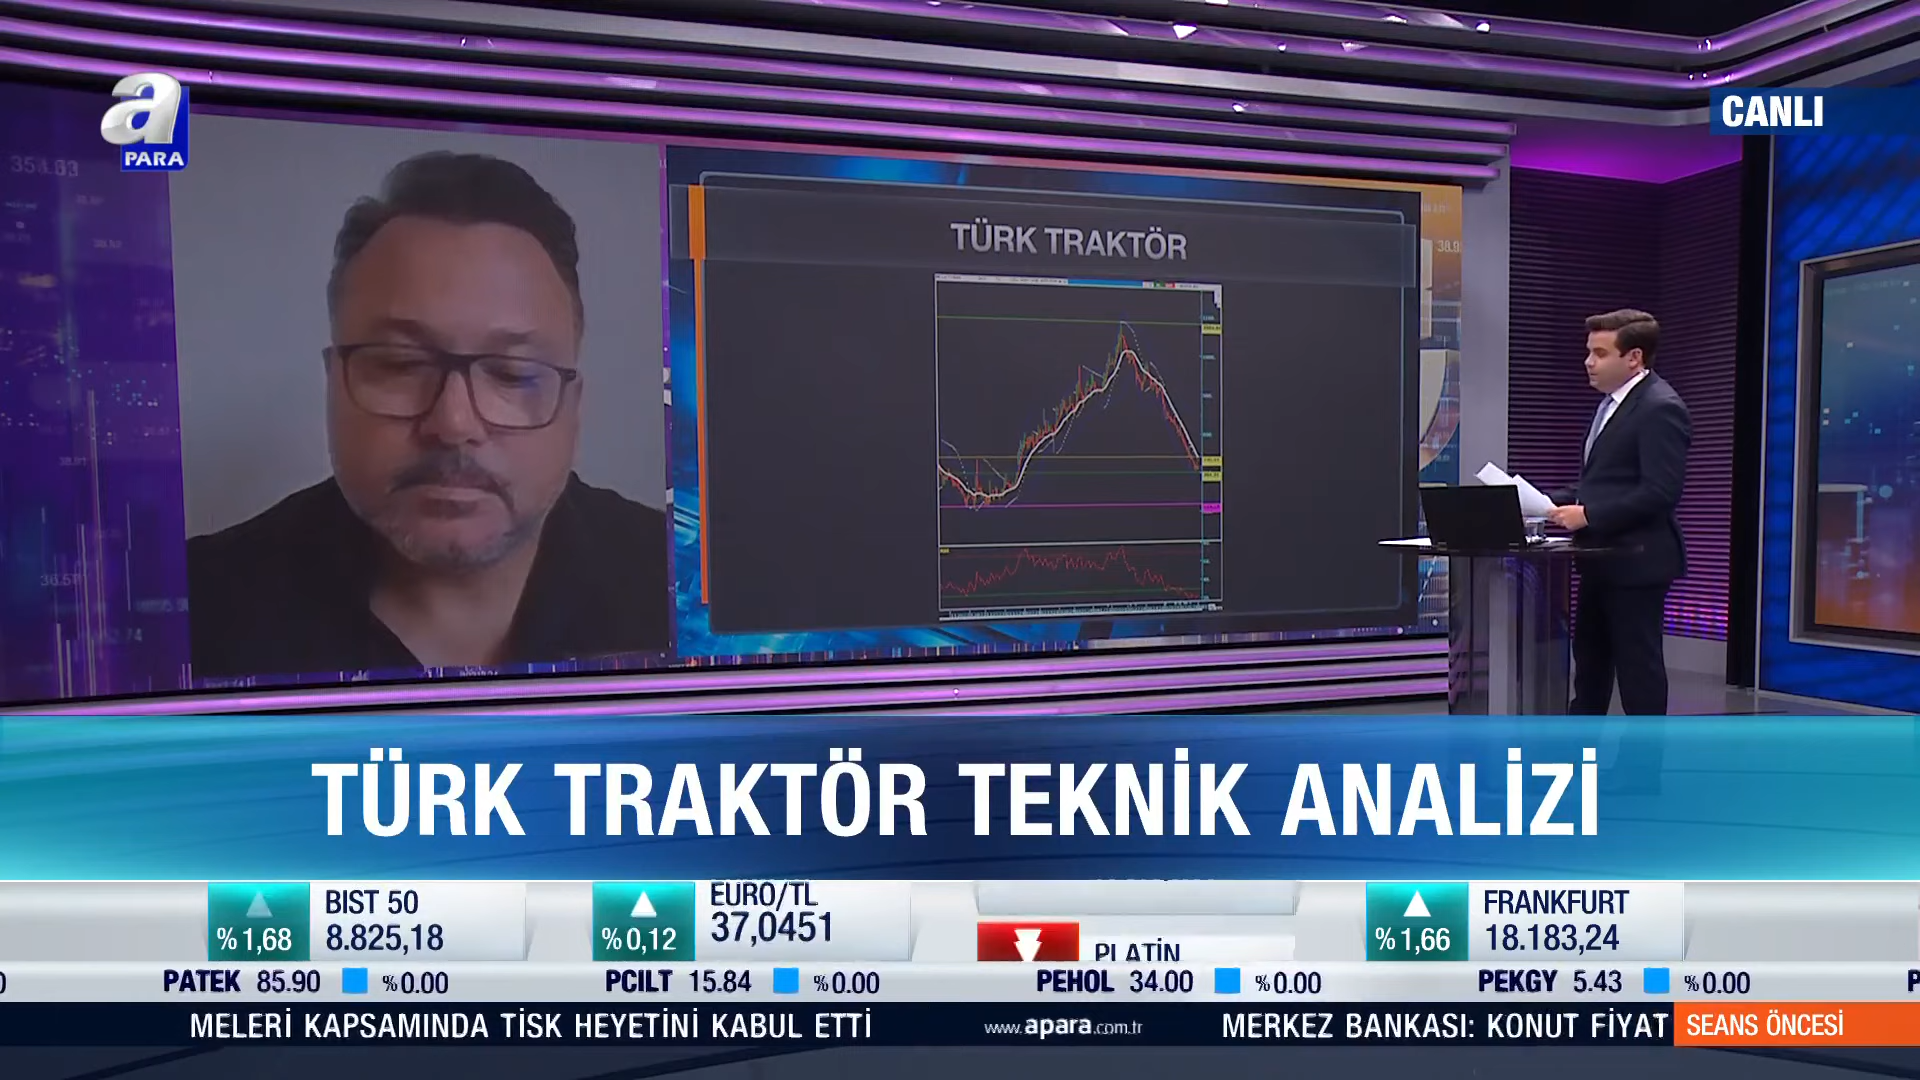 a
PARA
CANLI
TÜRK TRAKTÖR
TÜRK TRAKTÖR TEKNİK ANALİZİ
%1,68 BIST 50 8.825,18
%0,12 EURO/TL 37,0451
PLATİN
%1,66 FRANKFURT 18.183,24
PATEK 85.90 %0.00
PCILT 15.84 %0.00
PEHOL 34.00 %0.00
PEKGY 5.43 %0.00
MELERİ KAPSAMINDA TİSK HEYETİNİ KABUL ETTİ
www.apara.com.tr
MERKEZ BANKASI: KONUT FİYAT
SEANS ÖNCESİ